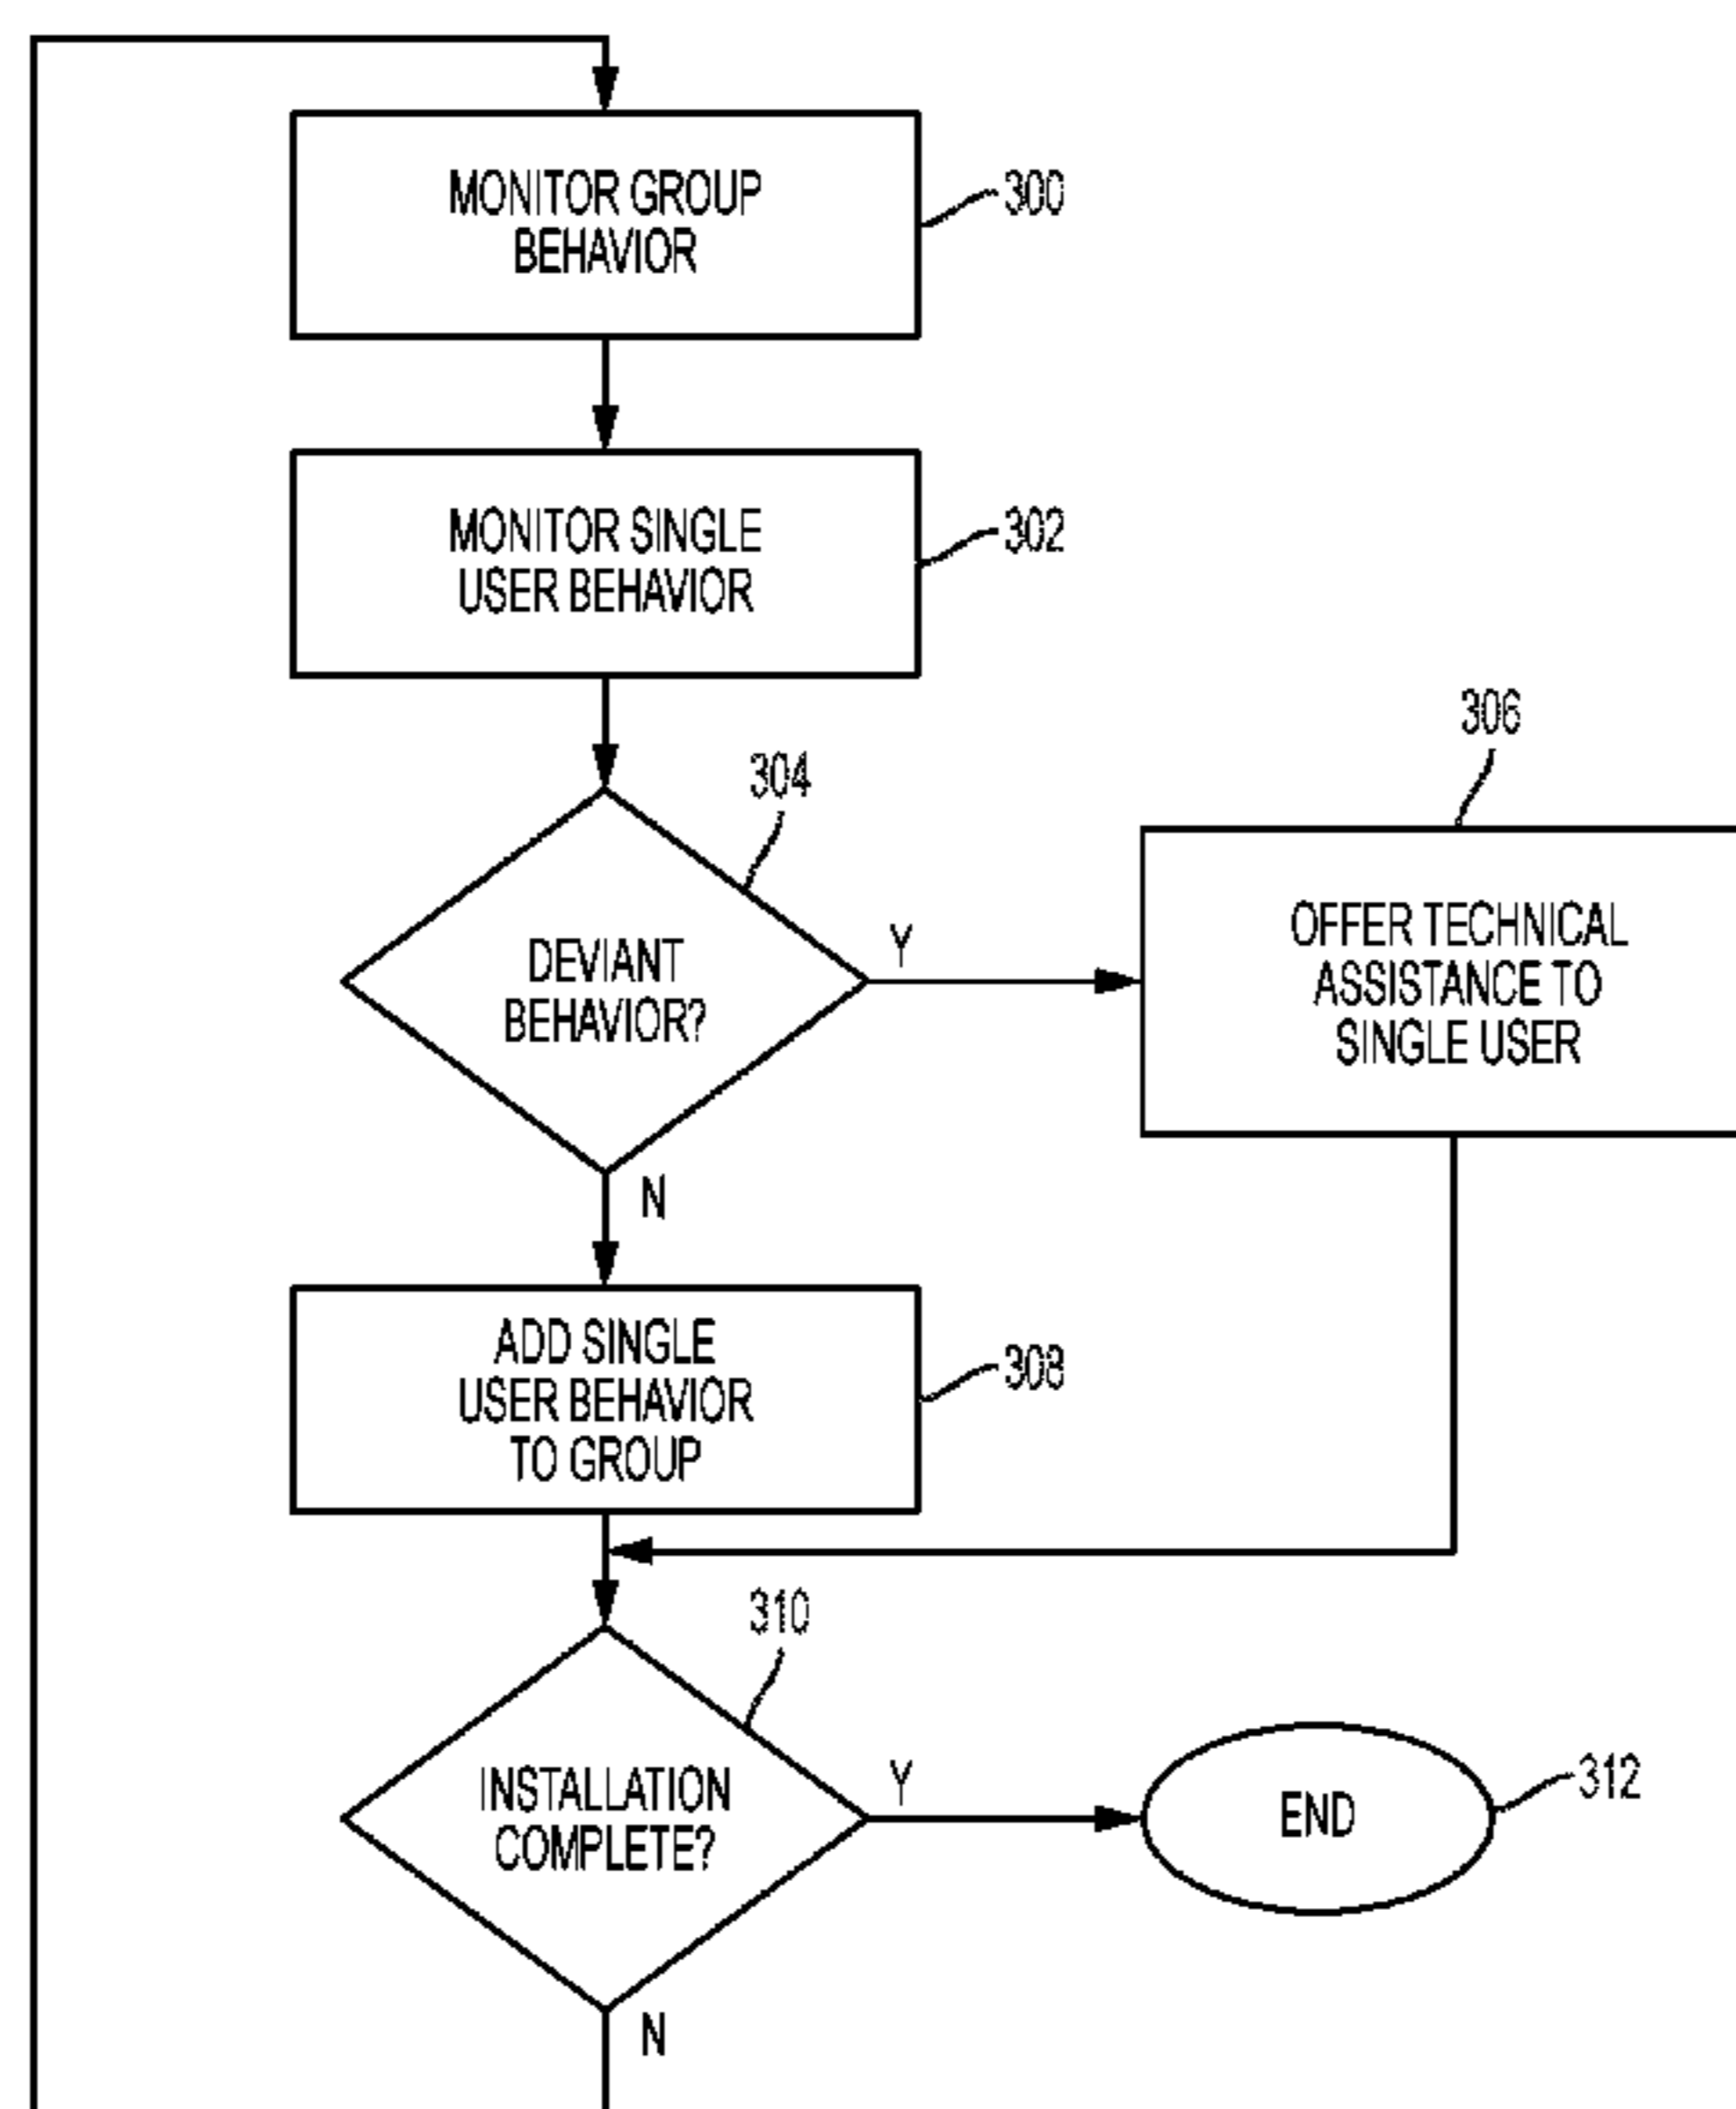 MONITOR GROUP
BEHAVIOR
300
MONITOR SINGLE
USER BEHAVIOR
302
304
306
DEVIANT
BEHAVIOR?
Y
OFFER TECHNICAL
ASSISTANCE TO
SINGLE USER
N
ADD SINGLE
USER BEHAVIOR
TO GROUP
308
310
INSTALLATION
COMPLETE?
Y
END
312
N